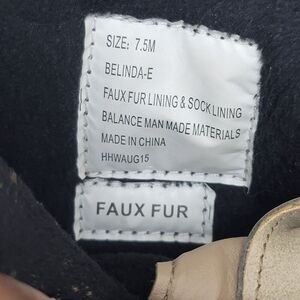 SIZE: 7.5M
BELINDA-E
FAUX FUR LINING & SOCK LINING
BALANCE MAN MADE MATERIALS
MADE IN CHINA
HHWAUG15
FAUX FUR